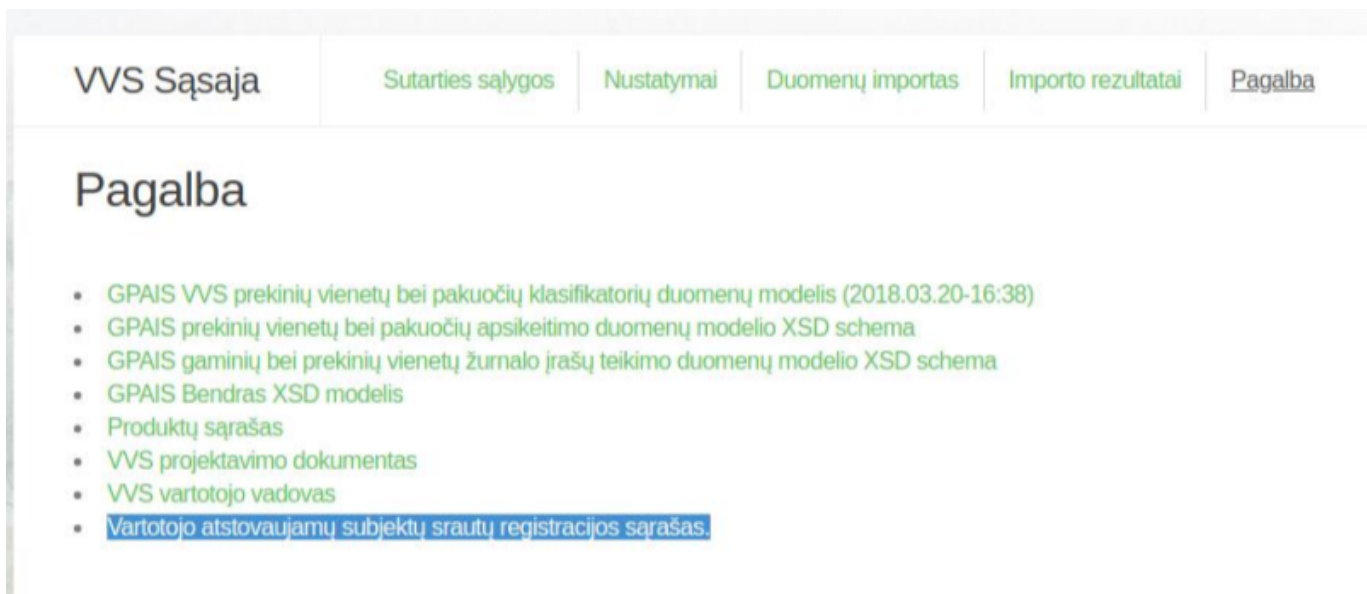 VVS Sąsaja
Sutarties sąlygos
Nustatymai
Duomenų importas
Importo rezultatai
Pagalba
Pagalba
GPAIS VVS prekinių vienetų bei pakuočių klasifikatorių duomenų modelis (2018.03.20-16:38)
GPAIS prekinių vienetų bei pakuočių apsikeitimo duomenų modelio XSD schema
GPAIS gaminių bei prekinių vienetų žurnalo įrašų teikimo duomenų modelio XSD schema
GPAIS Bendras XSD modelis
Produktų sąrašas
VVS projektavimo dokumentas
VVS vartotojo vadovas
Vartotojo atstovaujamų subjektų srautų registracijos sąrašas.